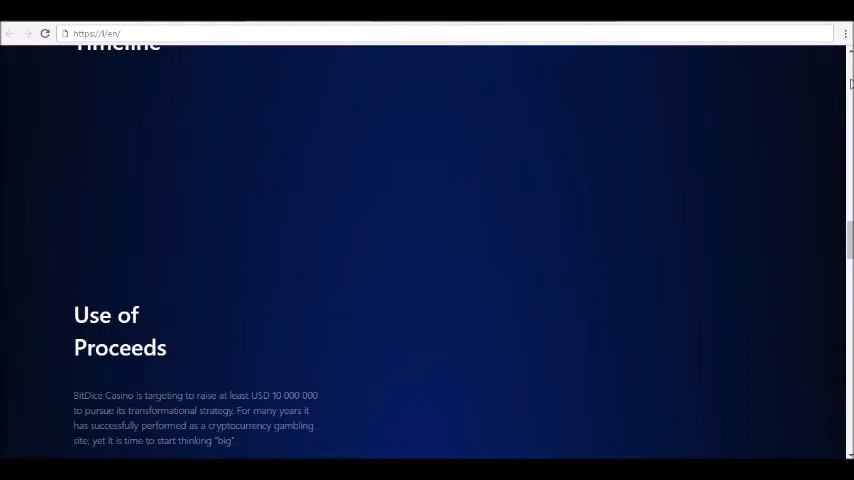 https://l/en/
Timeline
Use of
Proceeds
BitDice Casino is targeting to raise at least USD 10 000 000
to pursue its transformational strategy. For many years it
has successfully performed as a cryptocurrency gambling
site, yet it is time to start thinking "big".